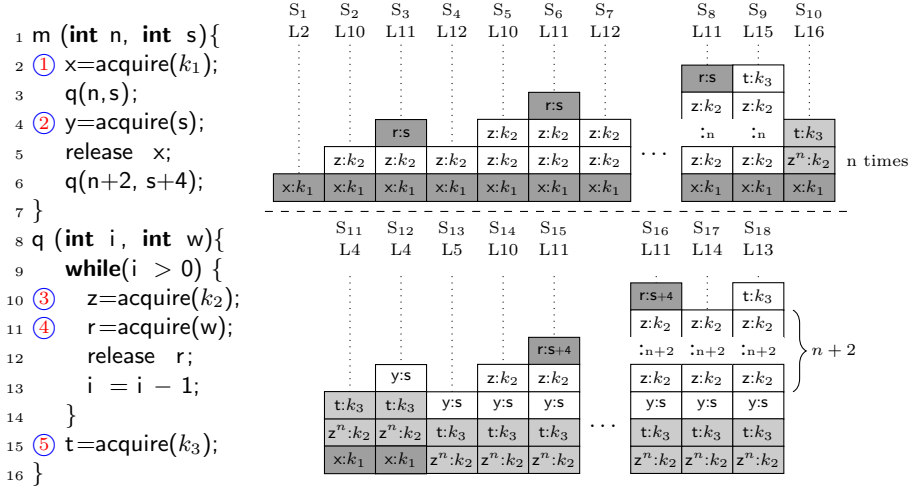 1 m (int n, int s){
2 ① x=acquire(k₁);
3 q(n,s);
4 ② y=acquire(s);
5 release x;
6 q(n+2, s+4);
7 }
8 q (int i, int w){
9 while(i > 0) {
10 ③ z=acquire(k₂);
11 ④ r=acquire(w);
12 release r;
13 i = i − 1;
14 }
15 ⑤ t=acquire(k₃);
16 }
S₁ S₂ S₃ S₄ S₅ S₆ S₇ S₈ S₉ S₁₀
L2 L10 L11 L12 L10 L11 L12 L11 L15 L16
r:s t:k₃
r:s z:k₂ z:k₂
r:s z:k₂ z:k₂ z:k₂ :n :n t:k₃
z:k₂ z:k₂ z:k₂ z:k₂ z:k₂ z:k₂ ... z:k₂ z:k₂ zⁿ:k₂ n times
x:k₁ x:k₁ x:k₁ x:k₁ x:k₁ x:k₁ x:k₁ x:k₁ x:k₁ x:k₁
S₁₁ S₁₂ S₁₃ S₁₄ S₁₅ S₁₆ S₁₇ S₁₈
L4 L4 L5 L10 L11 L11 L14 L13
r:s+4 t:k₃
z:k₂ z:k₂ z:k₂
r:s+4 :n+2 :n+2 :n+2 n + 2
y:s z:k₂ z:k₂ z:k₂ z:k₂ z:k₂
t:k₃ t:k₃ y:s y:s y:s y:s y:s y:s
zⁿ:k₂ zⁿ:k₂ t:k₃ t:k₃ t:k₃ ... t:k₃ t:k₃ t:k₃
x:k₁ x:k₁ zⁿ:k₂ zⁿ:k₂ zⁿ:k₂ zⁿ:k₂ zⁿ:k₂ zⁿ:k₂